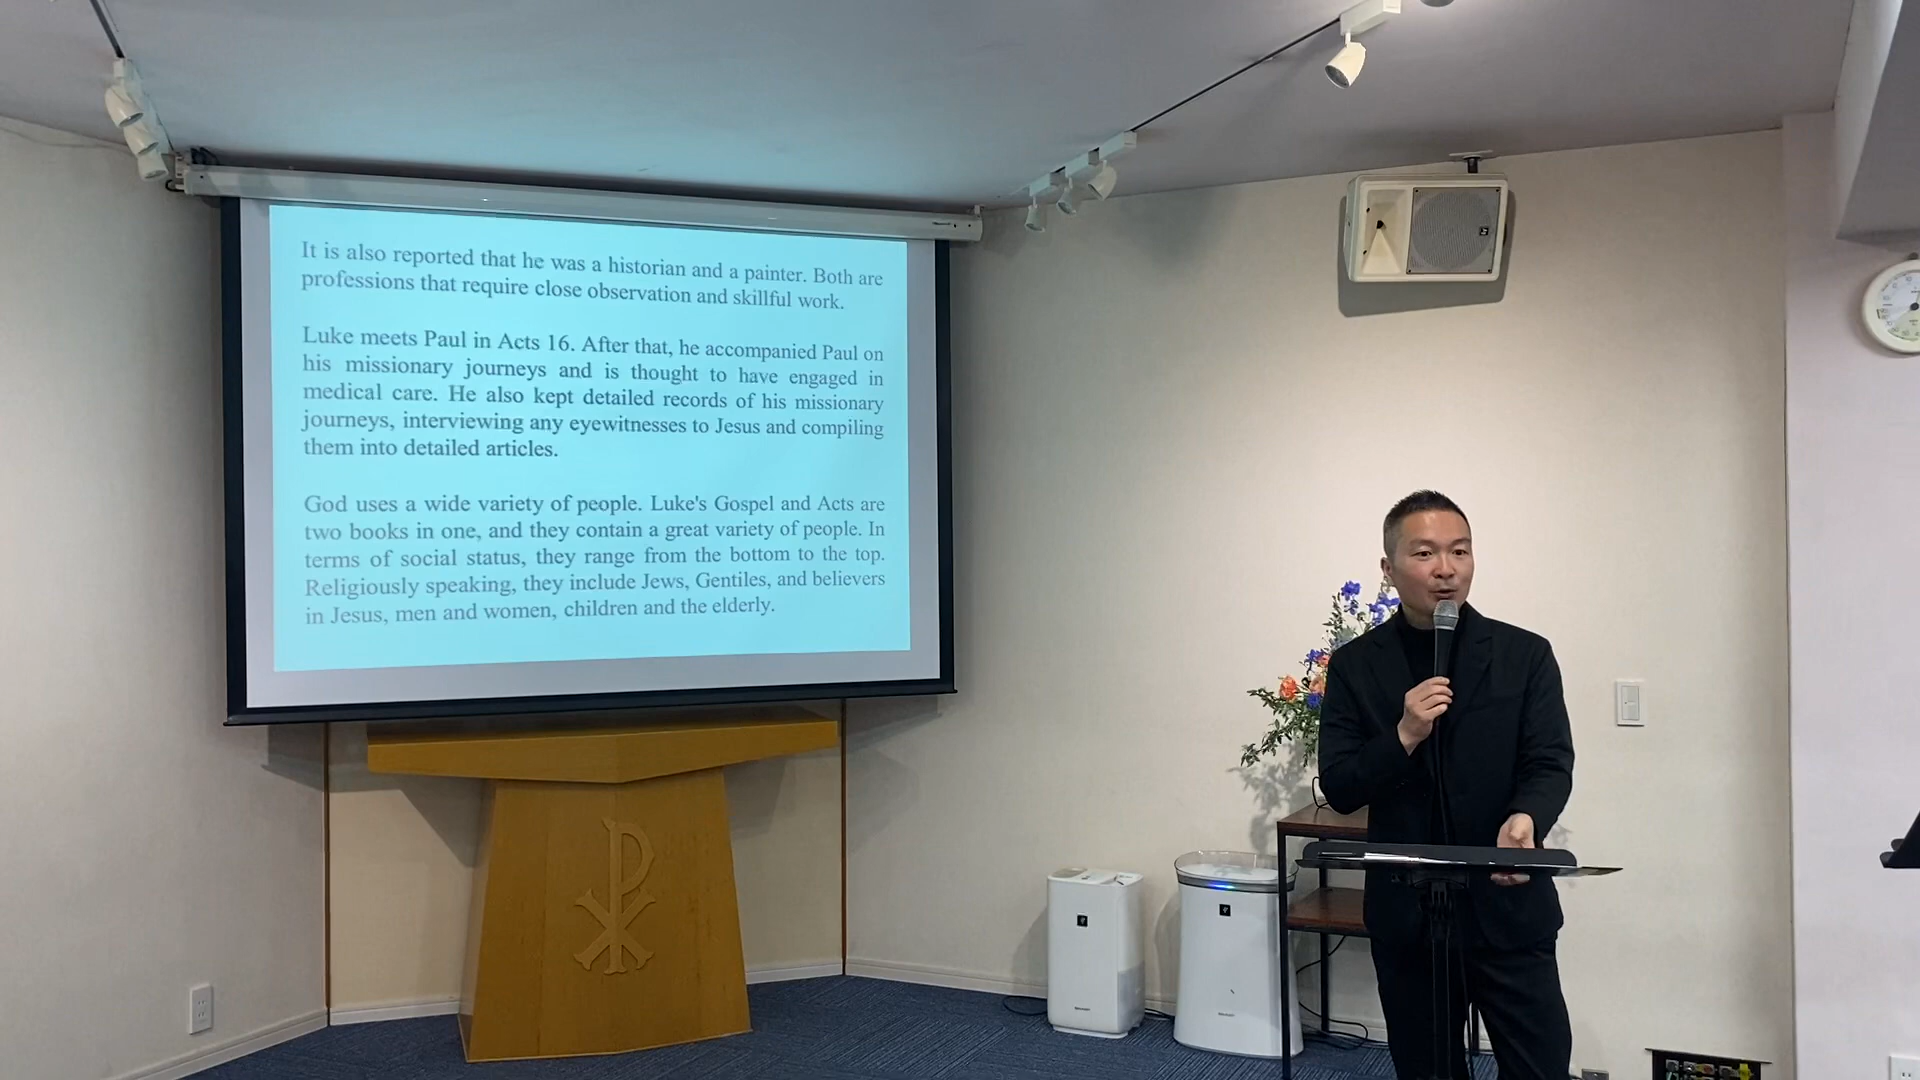 It is also reported that he was a historian and a painter. Both are
professions that require close observation and skillful work.
Luke meets Paul in Acts 16. After that, he accompanied Paul on
his missionary journeys and is thought to have engaged in
medical care. He also kept detailed records of his missionary
journeys, interviewing any eyewitnesses to Jesus and compiling
them into detailed articles.
God uses a wide variety of people. Luke's Gospel and Acts are
two books in one, and they contain a great variety of people. In
terms of social status, they range from the bottom to the top.
Religiously speaking, they include Jews, Gentiles, and believers
in Jesus, men and women, children and the elderly.